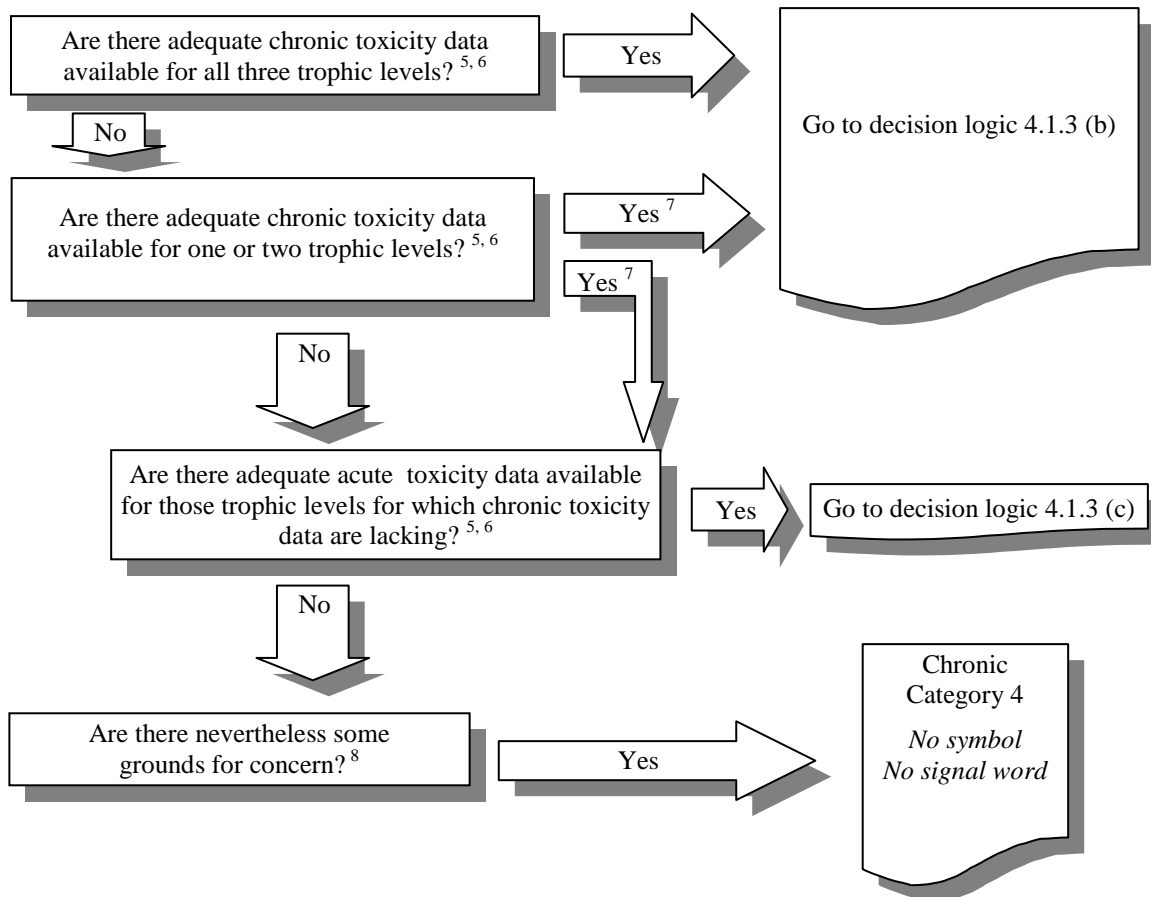 Are there adequate chronic toxicity data
available for all three trophic levels? 5, 6
Yes
Go to decision logic 4.1.3 (b)
No
Are there adequate chronic toxicity data
available for one or two trophic levels? 5, 6
Yes 7
Yes 7
No
Are there adequate acute toxicity data available
for those trophic levels for which chronic toxicity
data are lacking? 5, 6
Yes
Go to decision logic 4.1.3 (c)
No
Are there nevertheless some
grounds for concern? 8
Yes
Chronic
Category 4
No symbol
No signal word